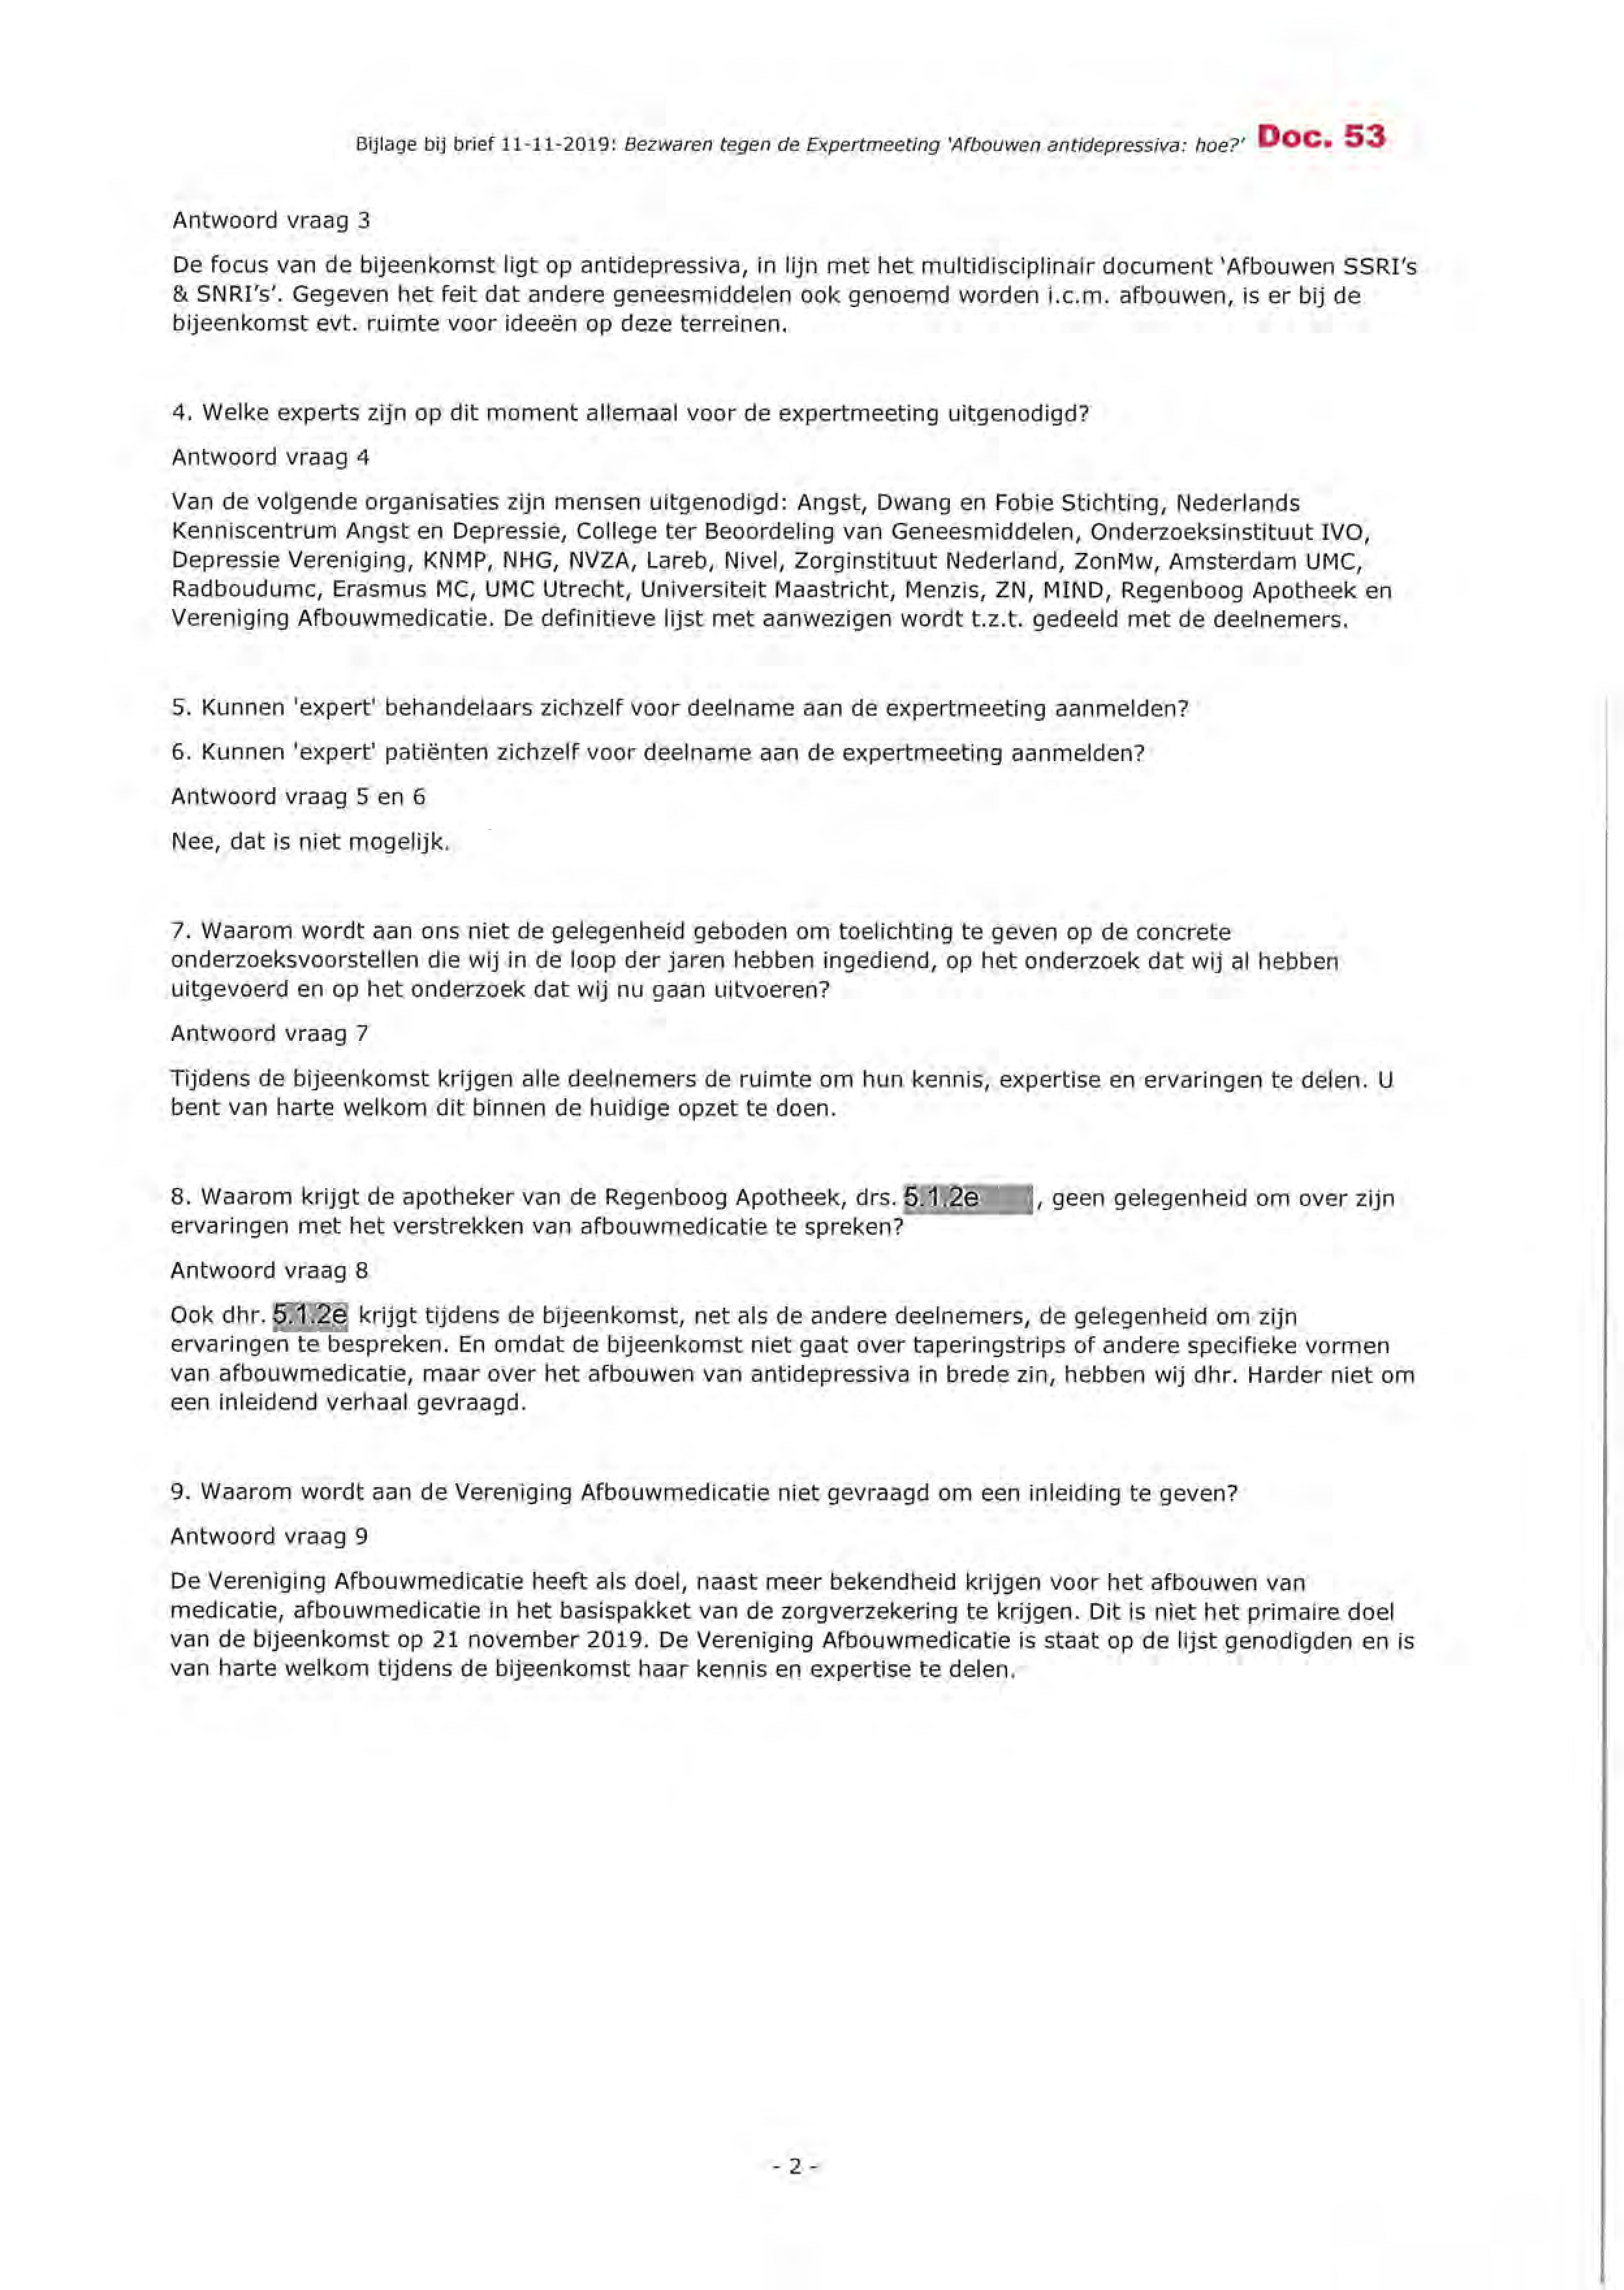 Bijlage bij brief 11-11-2019: Bezwaren tegen de Expertmeeting 'Afbouwen antidepressiva: hoe?' Doc. 53
Antwoord vraag 3
De focus van de bijeenkomst ligt op antidepressiva, in lijn met het multidisciplinair document 'Afbouwen SSRI's
& SNRI's'. Gegeven het feit dat andere geneesmiddelen ook genoemd worden i.c.m. afbouwen, is er bij de
bijeenkomst evt. ruimte voor ideeën op deze terreinen.
4. Welke experts zijn op dit moment allemaal voor de expertmeeting uitgenodigd?
Antwoord vraag 4
Van de volgende organisaties zijn mensen uitgenodigd: Angst, Dwang en Fobie Stichting, Nederlands
Kenniscentrum Angst en Depressie, College ter Beoordeling van Geneesmiddelen, Onderzoeksinstituut IVO,
Depressie Vereniging, KNMP, NHG, NVZA, Lareb, Nivel, Zorginstituut Nederland, ZonMw, Amsterdam UMC,
Radboudumc, Erasmus MC, UMC Utrecht, Universiteit Maastricht, Menzis, ZN, MIND, Regenboog Apotheek en
Vereniging Afbouwmedicatie. De definitieve lijst met aanwezigen wordt t.z.t. gedeeld met de deelnemers.
5. Kunnen 'expert' behandelaars zichzelf voor deelname aan de expertmeeting aanmelden?
6. Kunnen 'expert' patiënten zichzelf voor deelname aan de expertmeeting aanmelden?
Antwoord vraag 5 en 6
Nee, dat is niet mogelijk.
7. Waarom wordt aan ons niet de gelegenheid geboden om toelichting te geven op de concrete
onderzoeksvoorstellen die wij in de loop der jaren hebben ingediend, op het onderzoek dat wij al hebben
uitgevoerd en op het onderzoek dat wij nu gaan uitvoeren?
Antwoord vraag 7
Tijdens de bijeenkomst krijgen alle deelnemers de ruimte om hun kennis, expertise en ervaringen te delen. U
bent van harte welkom dit binnen de huidige opzet te doen.
8. Waarom krijgt de apotheker van de Regenboog Apotheek, drs. 5.1.2e , geen gelegenheid om over zijn
ervaringen met het verstrekken van afbouwmedicatie te spreken?
Antwoord vraag 8
Ook dhr. 5.1.2e krijgt tijdens de bijeenkomst, net als de andere deelnemers, de gelegenheid om zijn
ervaringen te bespreken. En omdat de bijeenkomst niet gaat over taperingstrips of andere specifieke vormen
van afbouwmedicatie, maar over het afbouwen van antidepressiva in brede zin, hebben wij dhr. Harder niet om
een inleidend verhaal gevraagd.
9. Waarom wordt aan de Vereniging Afbouwmedicatie niet gevraagd om een inleiding te geven?
Antwoord vraag 9
De Vereniging Afbouwmedicatie heeft als doel, naast meer bekendheid krijgen voor het afbouwen van
medicatie, afbouwmedicatie in het basispakket van de zorgverzekering te krijgen. Dit is niet het primaire doel
van de bijeenkomst op 21 november 2019. De Vereniging Afbouwmedicatie is staat op de lijst genodigden en is
van harte welkom tijdens de bijeenkomst haar kennis en expertise te delen.
- 2 -